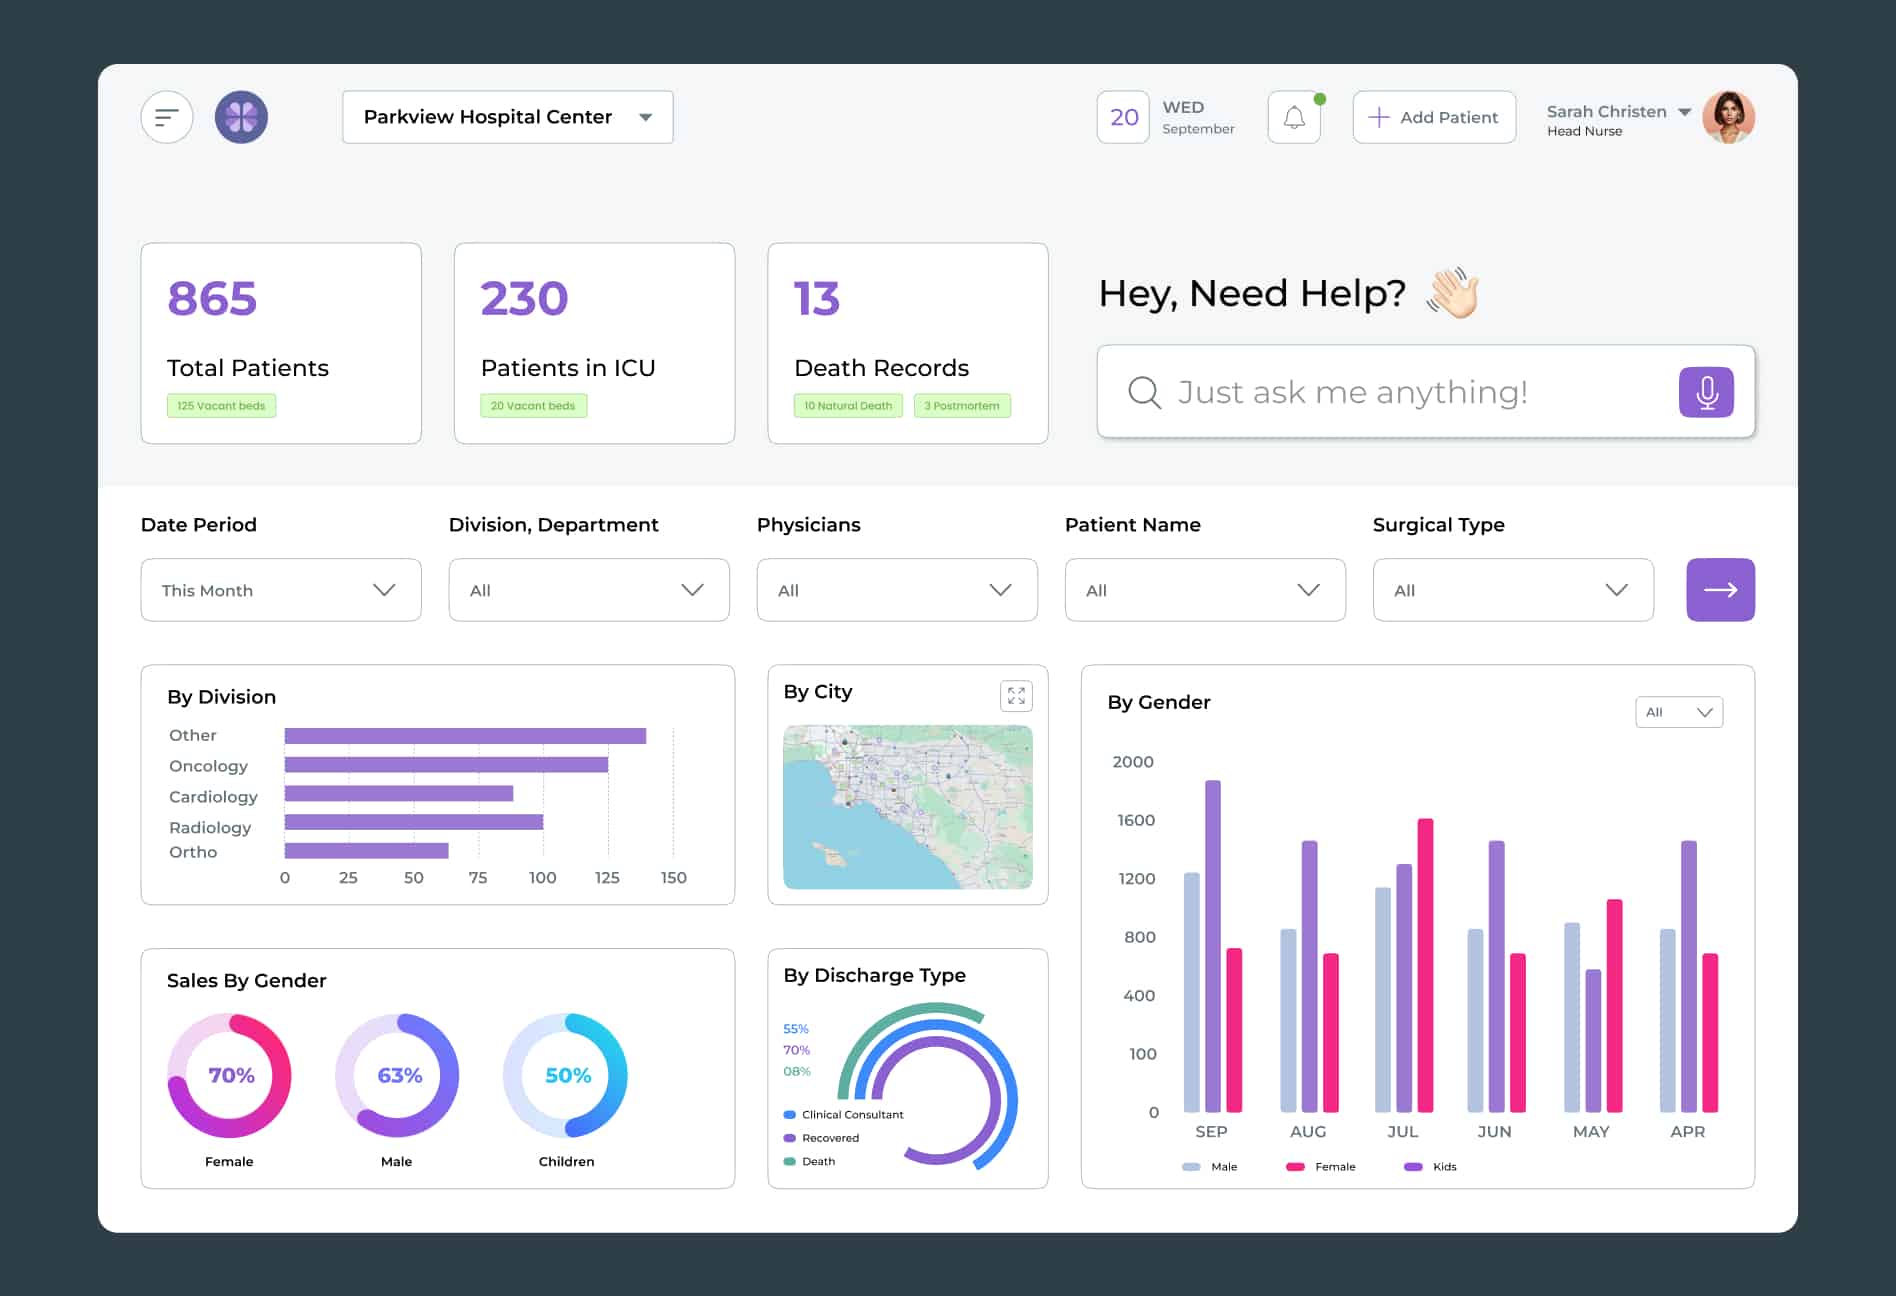 Parkview Hospital Center
20
WED
September
Add Patient
Sarah Christen
Head Nurse
865
Total Patients
125 Vacant beds
230
Patients in ICU
20 Vacant beds
13
Death Records
10 Natural Death
3 Postmortem
Hey, Need Help?
Just ask me anything!
Date Period
This Month
Division, Department
All
Physicians
All
Patient Name
All
Surgical Type
All
By Division
Other
Oncology
Cardiology
Radiology
Ortho
0 25 50 75 100 125 150
By City
By Gender
All
2000
1600
1200
800
400
100
0
SEP AUG JUL JUN MAY APR
Male Female Kids
Sales By Gender
70%
Female
63%
Male
50%
Children
By Discharge Type
55%
70%
08%
Clinical Consultant
Recovered
Death